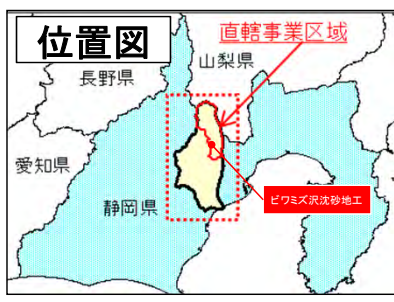 位置図
直轄事業区域
山梨県
長野県
愛知県
静岡県
ビワミズ沢沈砂地工